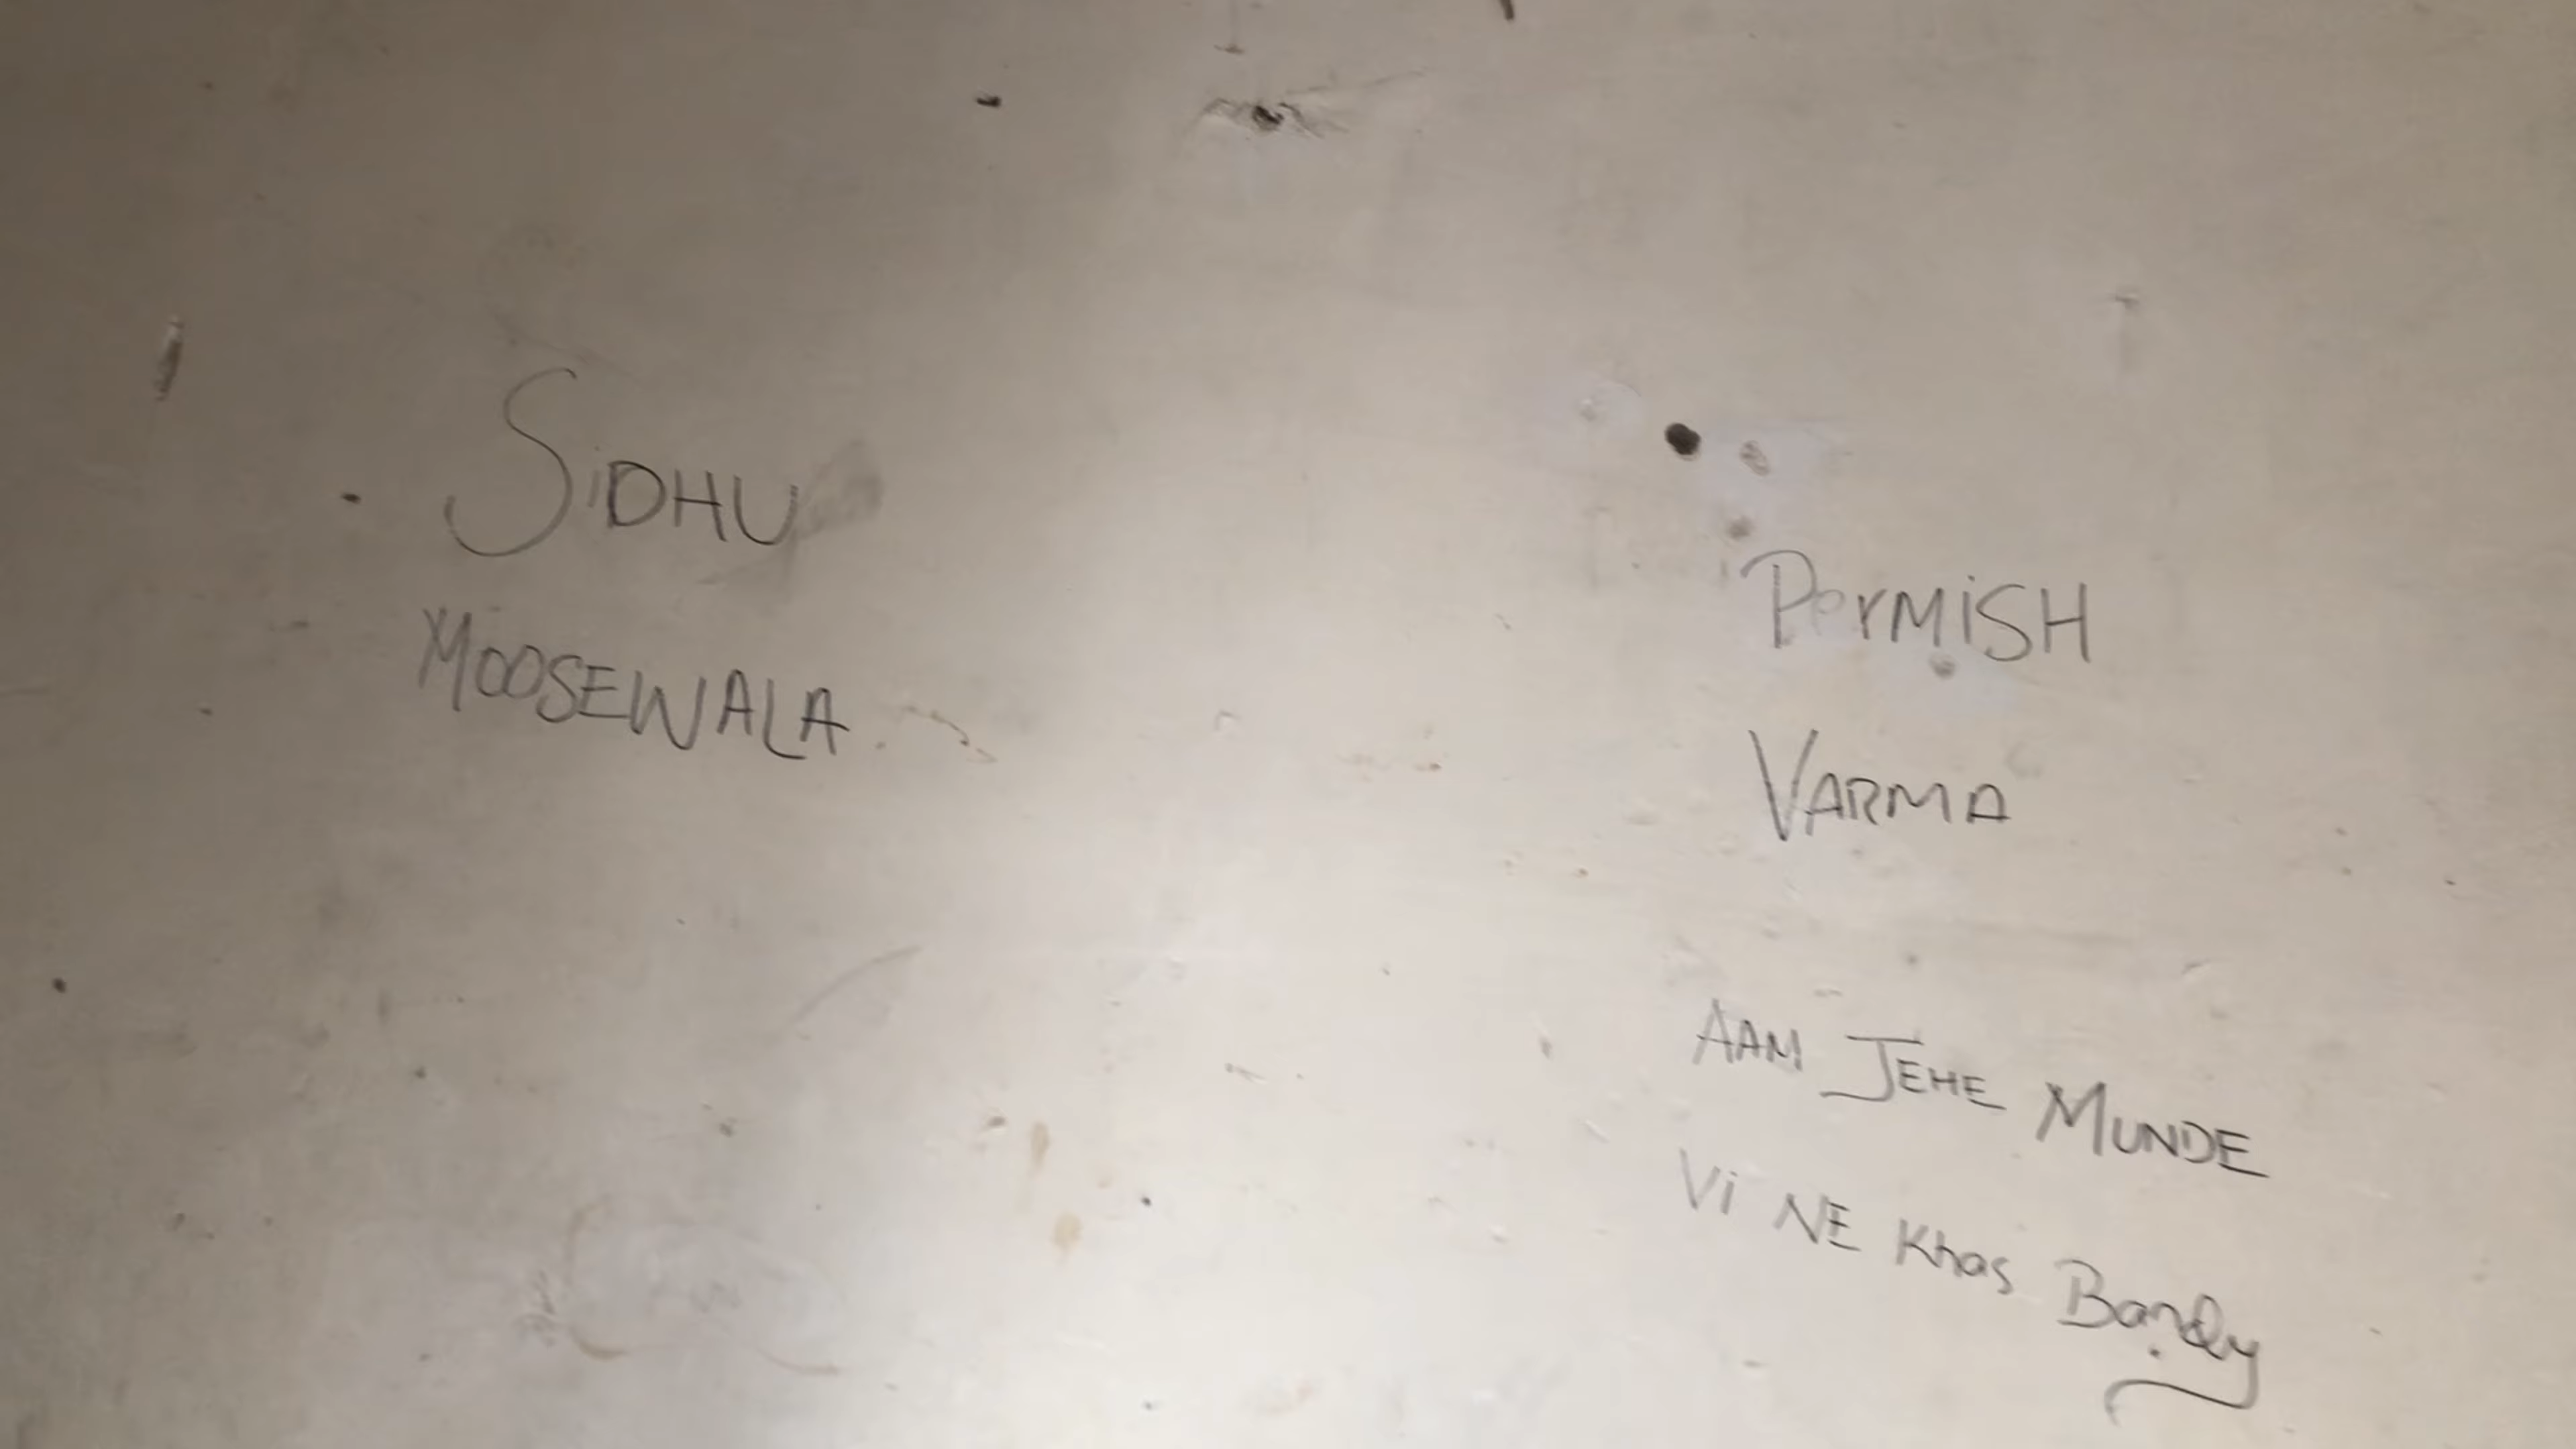 SiDHU
MOOSEWALA
PerMiSH
VARMA
AAM JEHE MUNDE
Vi NE Khas Bandy